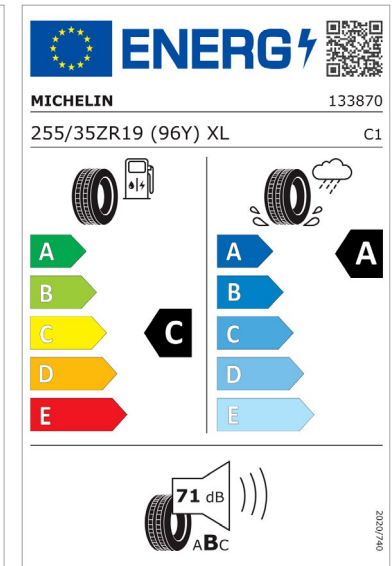 ENERG
MICHELIN 133870
255/35ZR19 (96Y) XL C1
A
B
C
D
E
C
A
B
C
D
E
A
71 dB
ABC
2020/740